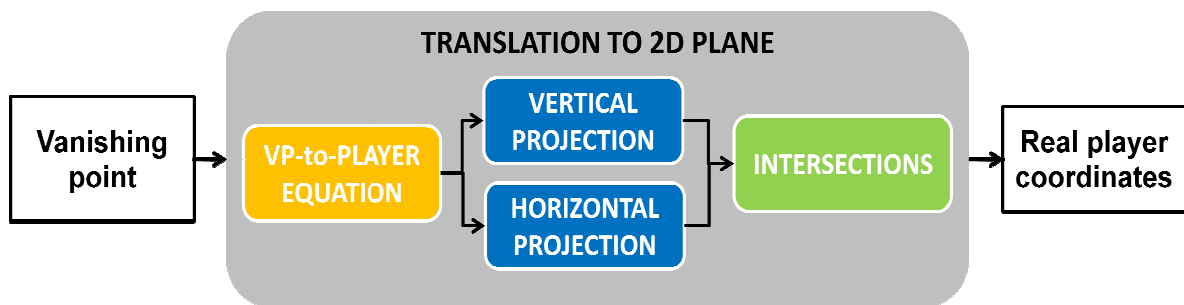 TRANSLATION TO 2D PLANE
Vanishing
point
VP-to-PLAYER
EQUATION
VERTICAL
PROJECTION
HORIZONTAL
PROJECTION
INTERSECTIONS
Real player
coordinates